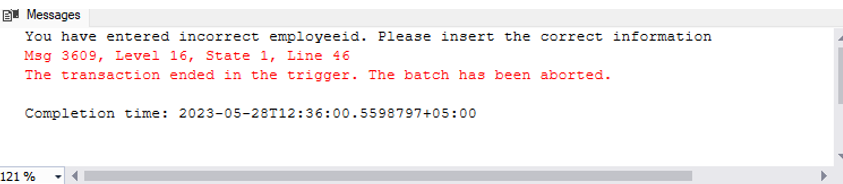 Messages
You have entered incorrect employeeid. Please insert the correct information
Msg 3609, Level 16, State 1, Line 46
The transaction ended in the trigger. The batch has been aborted.
Completion time: 2023-05-28T12:36:00.5598797+05:00
121 %